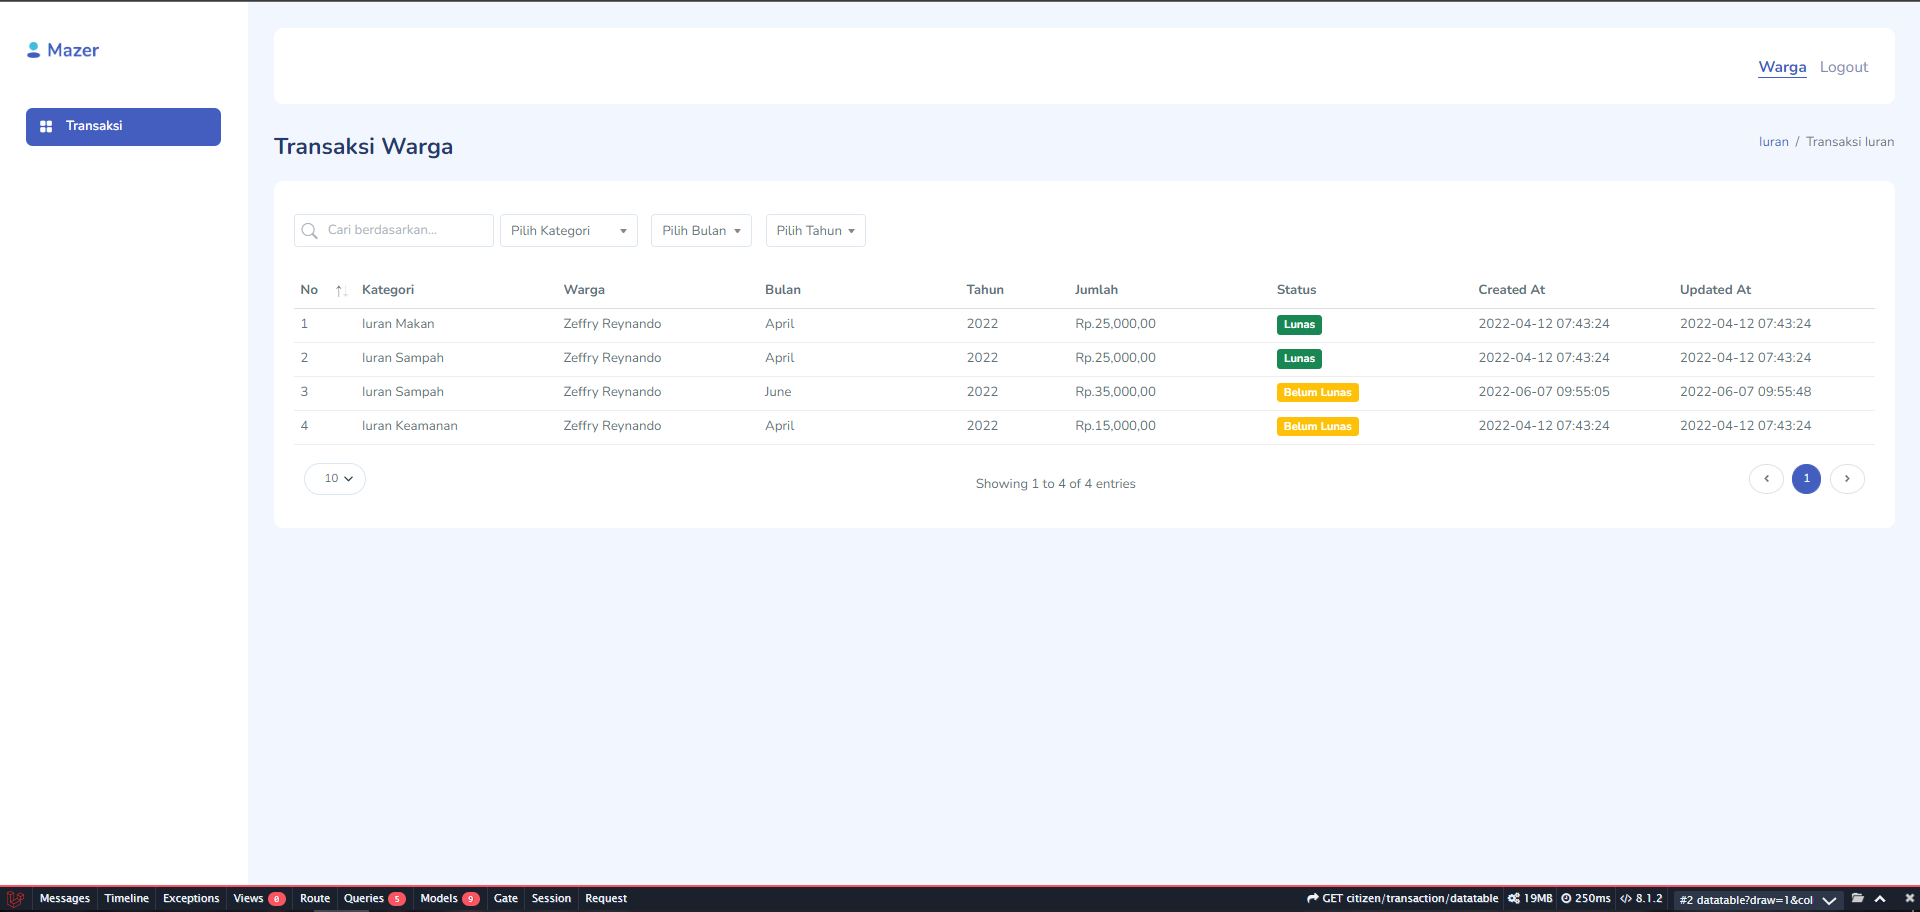 Mazer
Warga Logout
Transaksi
Transaksi Warga
Iuran / Transaksi Iuran
Cari berdasarkan... Pilih Kategori Pilih Bulan Pilih Tahun
No Kategori Warga Bulan Tahun Jumlah Status Created At Updated At
1 Iuran Makan Zeffry Reynando April 2022 Rp.25,000,00 Lunas 2022-04-12 07:43:24 2022-04-12 07:43:24
2 Iuran Sampah Zeffry Reynando April 2022 Rp.25,000,00 Lunas 2022-04-12 07:43:24 2022-04-12 07:43:24
3 Iuran Sampah Zeffry Reynando June 2022 Rp.35,000,00 Belum Lunas 2022-06-07 09:55:05 2022-06-07 09:55:48
4 Iuran Keamanan Zeffry Reynando April 2022 Rp.15,000,00 Belum Lunas 2022-04-12 07:43:24 2022-04-12 07:43:24
10 Showing 1 to 4 of 4 entries ‹ 1 ›
Messages Timeline Exceptions Views 0 Route Queries 5 Models 9 Gate Session Request GET citizen/transaction/datatable 19MB 250ms 8.1.2 #2 datatable?draw=1&col